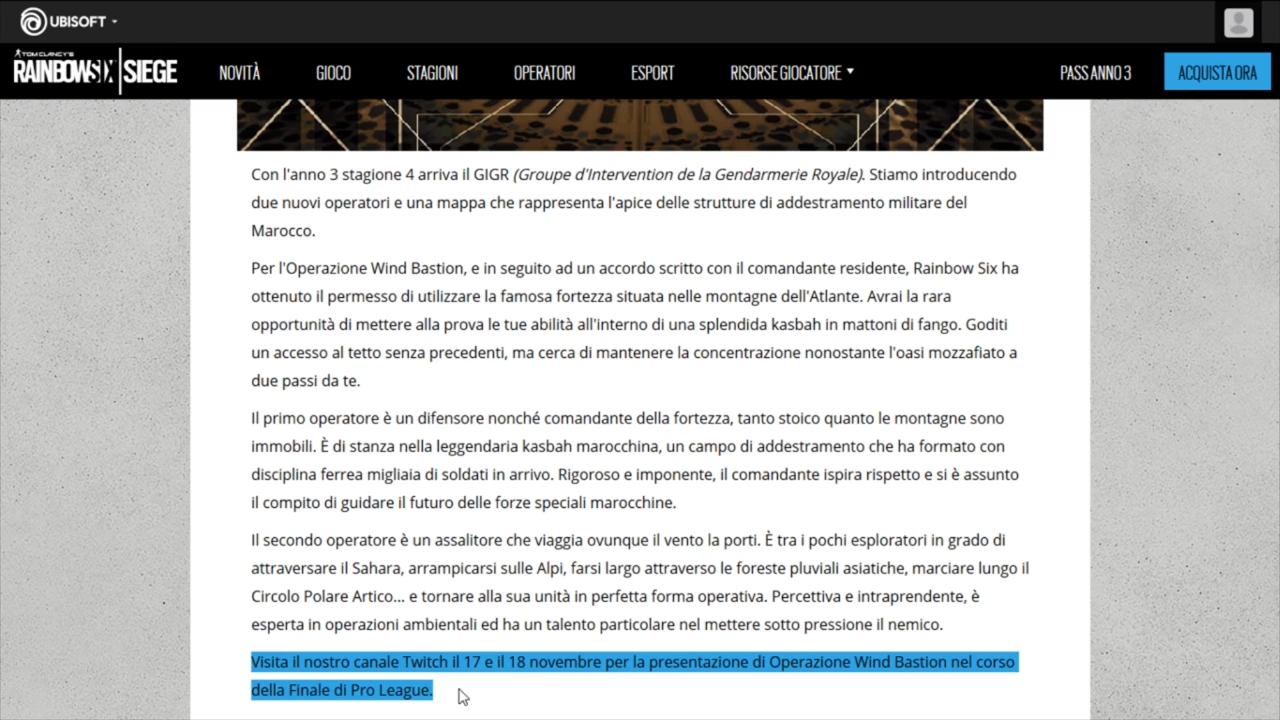 UBISOFT
TOM CLANCY'S
RAINBOWSIX SIEGE
NOVITÀ GIOCO STAGIONI OPERATORI ESPORT RISORSE GIOCATORE PASS ANNO 3 ACQUISTA ORA
Con l'anno 3 stagione 4 arriva il GIGR (Groupe d'Intervention de la Gendarmerie Royale). Stiamo introducendo
due nuovi operatori e una mappa che rappresenta l'apice delle strutture di addestramento militare del
Marocco.
Per l'Operazione Wind Bastion, e in seguito ad un accordo scritto con il comandante residente, Rainbow Six ha
ottenuto il permesso di utilizzare la famosa fortezza situata nelle montagne dell'Atlante. Avrai la rara
opportunità di mettere alla prova le tue abilità all'interno di una splendida kasbah in mattoni di fango. Goditi
un accesso al tetto senza precedenti, ma cerca di mantenere la concentrazione nonostante l'oasi mozzafiato a
due passi da te.
Il primo operatore è un difensore nonché comandante della fortezza, tanto stoico quanto le montagne sono
immobili. È di stanza nella leggendaria kasbah marocchina, un campo di addestramento che ha formato con
disciplina ferrea migliaia di soldati in arrivo. Rigoroso e imponente, il comandante ispira rispetto e si è assunto
il compito di guidare il futuro delle forze speciali marocchine.
Il secondo operatore è un assalitore che viaggia ovunque il vento la porti. È tra i pochi esploratori in grado di
attraversare il Sahara, arrampicarsi sulle Alpi, farsi largo attraverso le foreste pluviali asiatiche, marciare lungo il
Circolo Polare Artico... e tornare alla sua unità in perfetta forma operativa. Percettiva e intraprendente, è
esperta in operazioni ambientali ed ha un talento particolare nel mettere sotto pressione il nemico.
Visita il nostro canale Twitch il 17 e il 18 novembre per la presentazione di Operazione Wind Bastion nel corso
della Finale di Pro League.